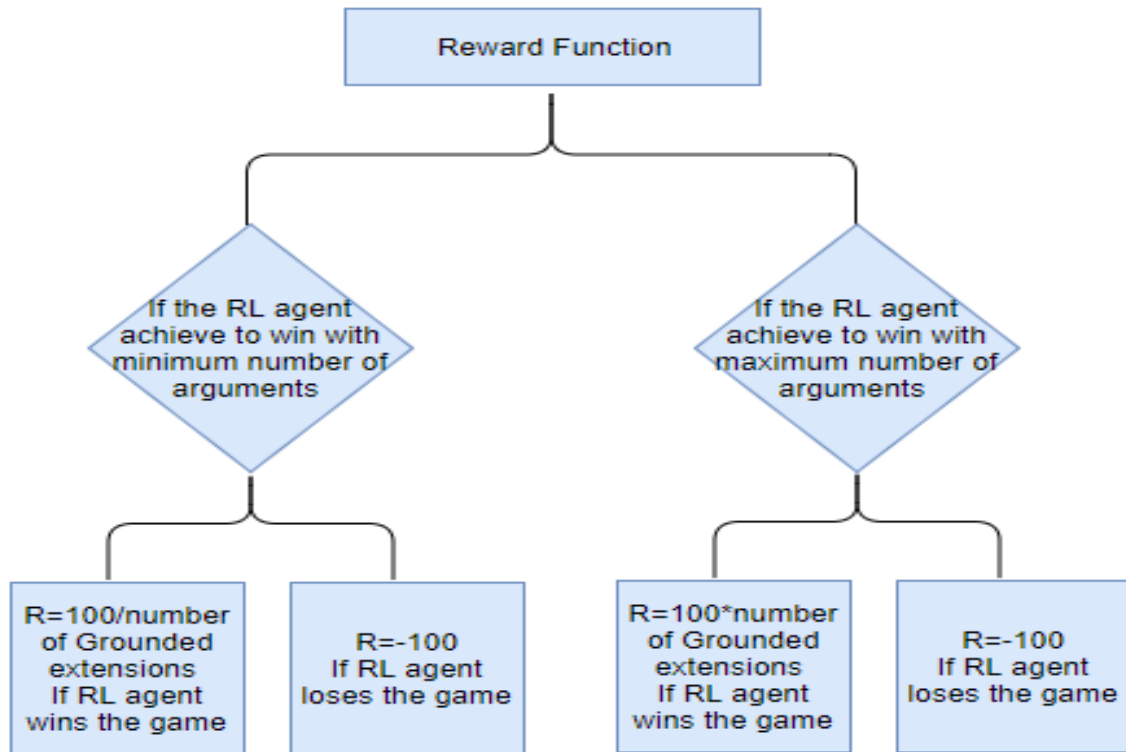 Reward Function
If the RL agent
achieve to win with
minimum number of
arguments
If the RL agent
achieve to win with
maximum number of
arguments
R=100/number
of Grounded
extensions
If RL agent
wins the game
R=-100
If RL agent
loses the game
R=100*number
of Grounded
extensions
If RL agent
wins the game
R=-100
If RL agent
loses the game